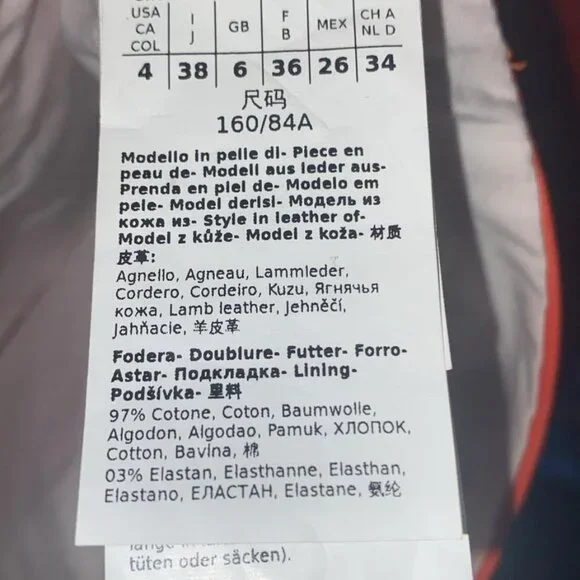 USA I F CH A
CA J GB B MEX NL D
COL
4 38 6 36 26 34
尺码
160/84A
Modello in pelle di- Piece en
peau de- Modell aus leder aus-
Prenda en piel de- Modelo em
pele- Model derisi- Модель из
кожа из- Style in leather of-
Model z kůže- Model z koža- 材质
皮革:
Agnello, Agneau, Lammleder,
Cordero, Cordeiro, Kuzu, Ягнячья
кожа, Lamb leather, Jehněčí,
Jahňacie, 羊皮革
Fodera- Doublure- Futter- Forro-
Astar- Подкладка- Lining-
Podšívka- 里料
97% Cotone, Coton, Baumwolle,
Algodon, Algodao, Pamuk, ХЛОПОК,
Cotton, Bavlna, 棉
03% Elastan, Elasthanne, Elasthan,
Elastano, ЕЛАСТАН, Elastane, 氨纶
tüten oder säcken).